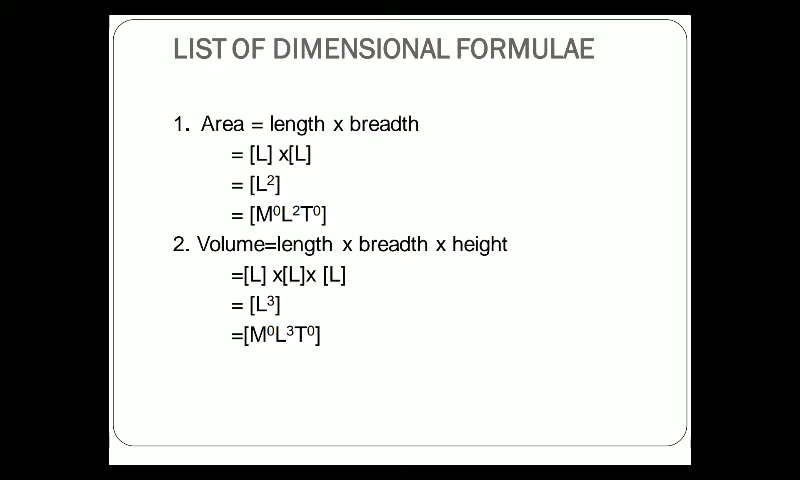 LIST OF DIMENSIONAL FORMULAE
1. Area = length x breadth
= [L] x[L]
= [L²]
= [M⁰L²T⁰]
2. Volume=length x breadth x height
=[L] x[L]x [L]
= [L³]
=[M⁰L³T⁰]